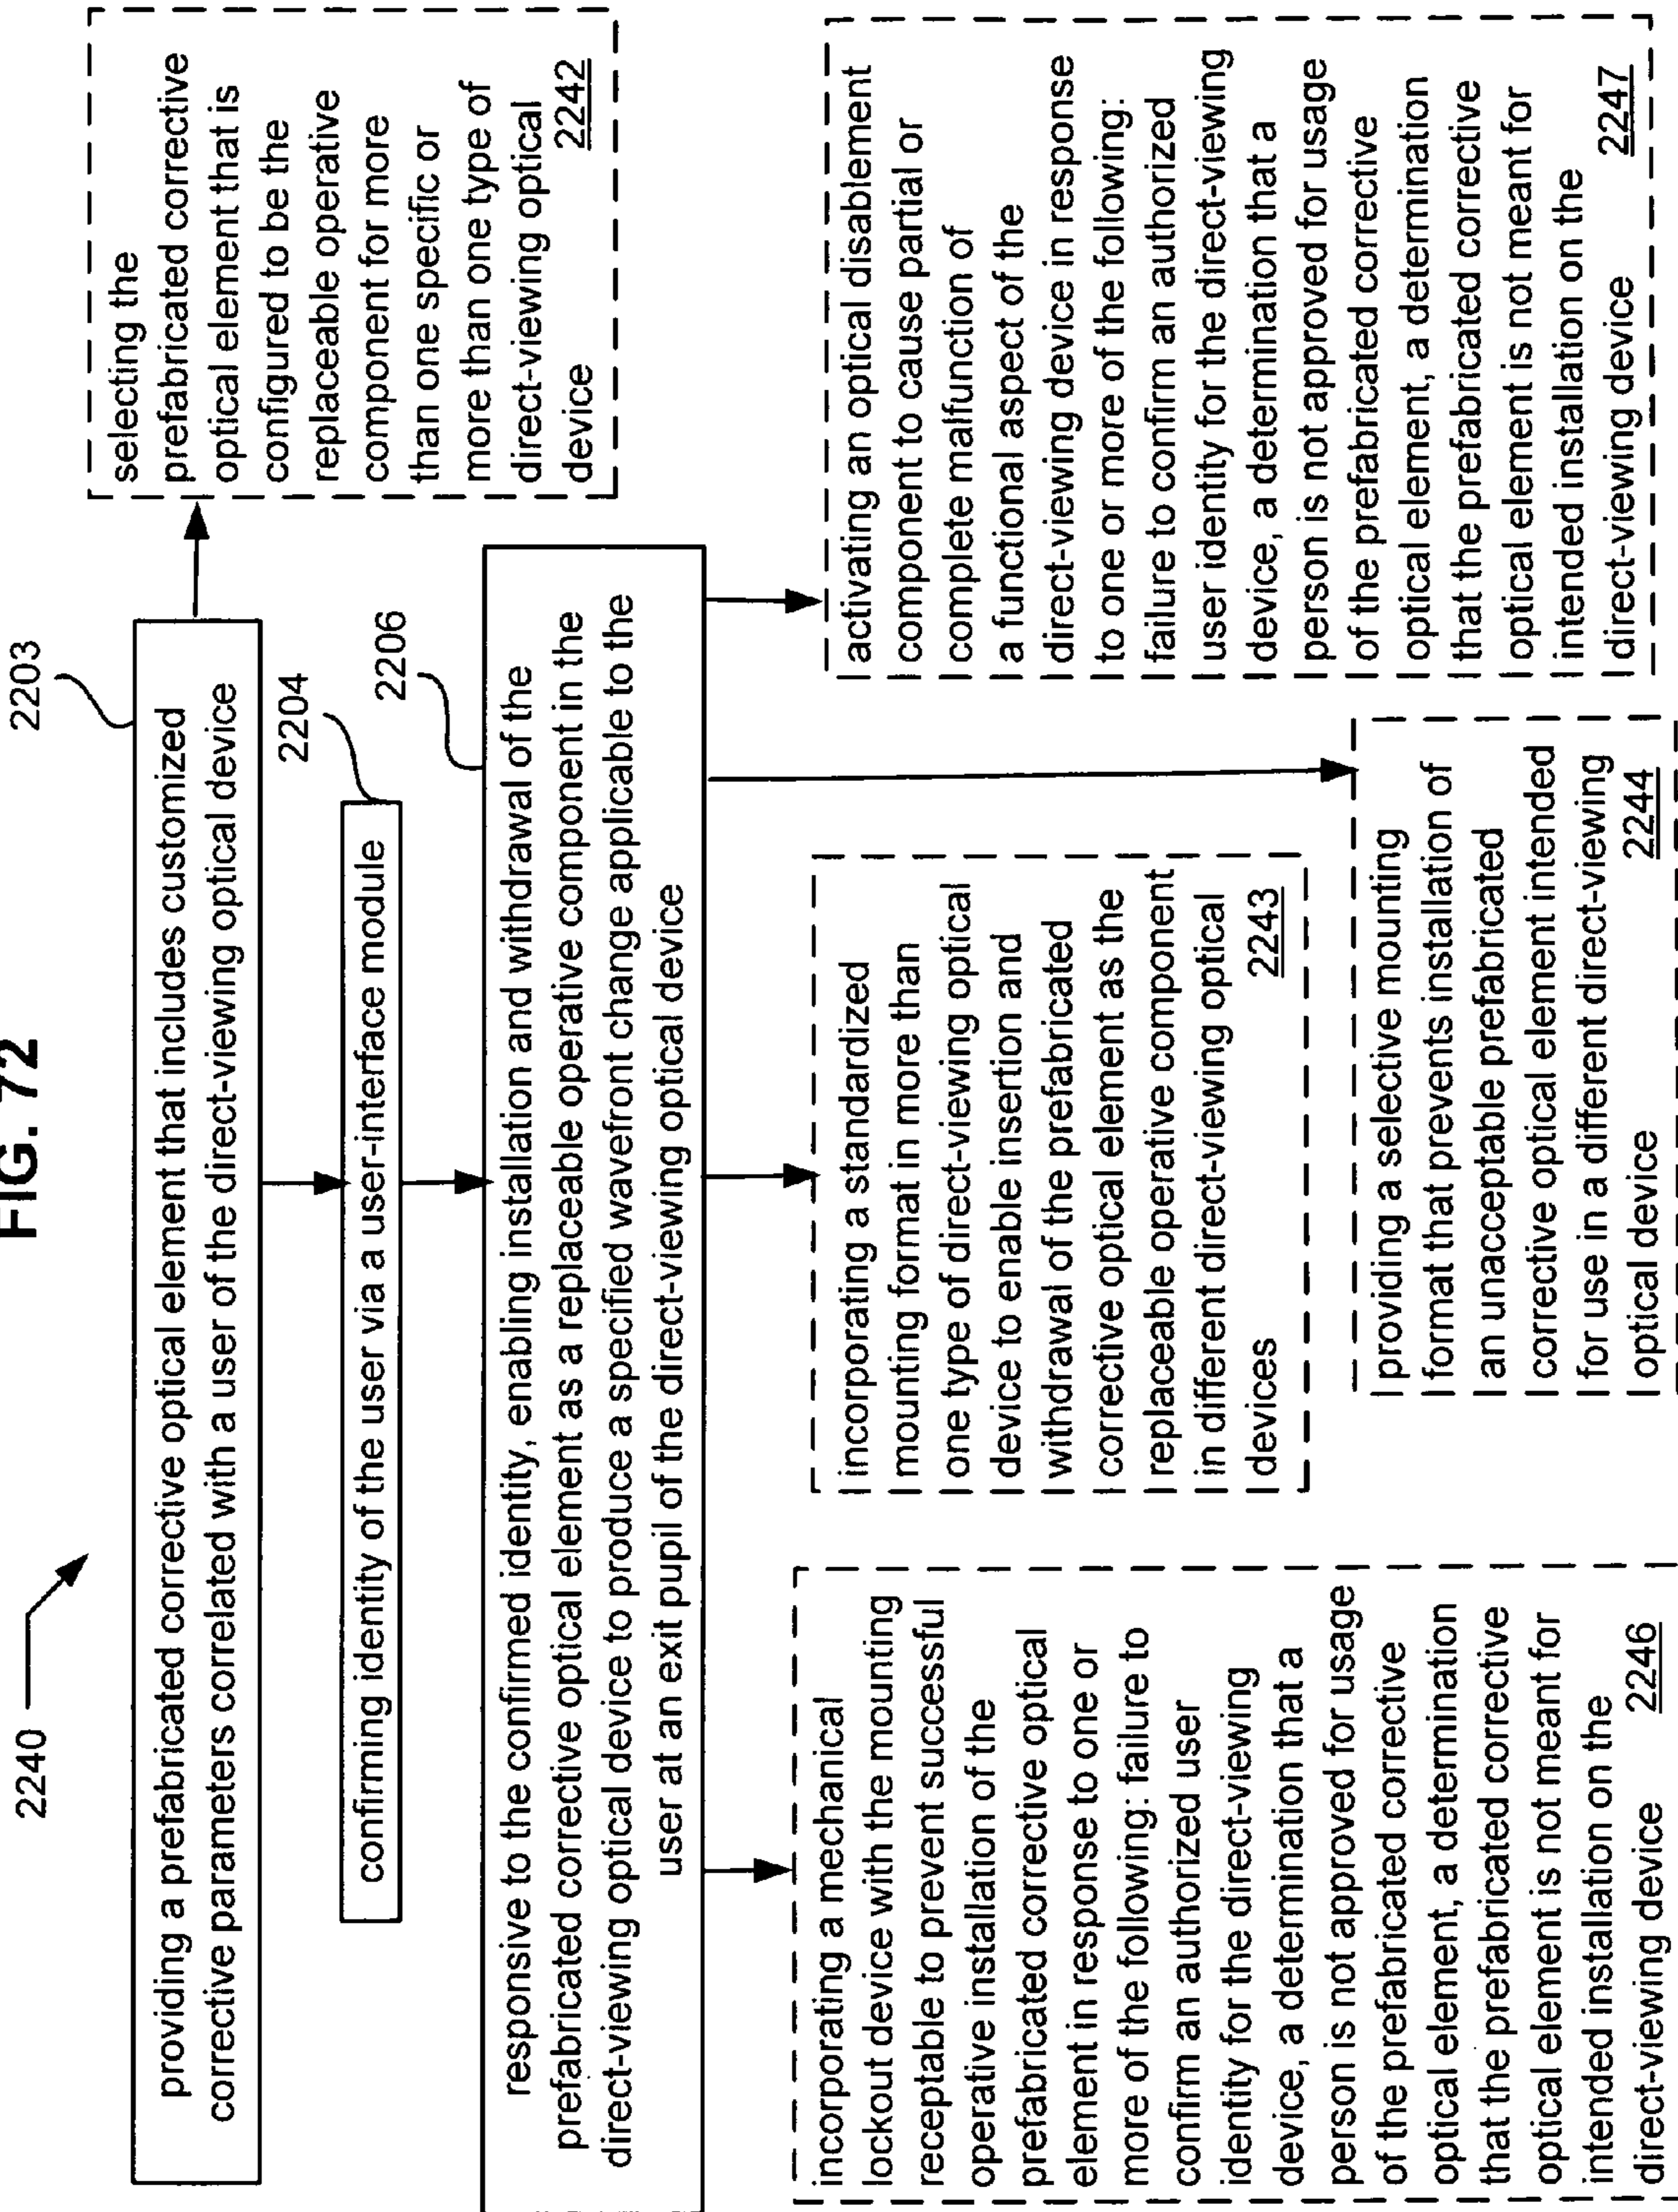 FIG. 72
2240
2203
providing a prefabricated corrective optical element that includes customized
corrective parameters correlated with a user of the direct-viewing optical device
selecting the
prefabricated corrective
optical element that is
configured to be the
replaceable operative
component for more
than one specific or
more than one type of
direct-viewing optical
device 2242
2204
confirming identity of the user via a user-interface module
2206
responsive to the confirmed identity, enabling installation and withdrawal of the
prefabricated corrective optical element as a replaceable operative component in the
direct-viewing optical device to produce a specified wavefront change applicable to the
user at an exit pupil of the direct-viewing optical device
incorporating a mechanical
lockout device with the mounting
receptable to prevent successful
operative installation of the
prefabricated corrective optical
element in response to one or
more of the following: failure to
confirm an authorized user
identity for the direct-viewing
device, a determination that a
person is not approved for usage
of the prefabricated corrective
optical element, a determination
that the prefabricated corrective
optical element is not meant for
intended installation on the
direct-viewing device 2246
incorporating a standardized
mounting format in more than
one type of direct-viewing optical
device to enable insertion and
withdrawal of the prefabricated
corrective optical element as the
replaceable operative component
in different direct-viewing optical
devices 2243
providing a selective mounting
format that prevents installation of
an unacceptable prefabricated
corrective optical element intended
for use in a different direct-viewing
optical device 2244
activating an optical disablement
component to cause partial or
complete malfunction of
a functional aspect of the
direct-viewing device in response
to one or more of the following:
failure to confirm an authorized
user identity for the direct-viewing
device, a determination that a
person is not approved for usage
of the prefabricated corrective
optical element, a determination
that the prefabricated corrective
optical element is not meant for
intended installation on the
direct-viewing device 2247